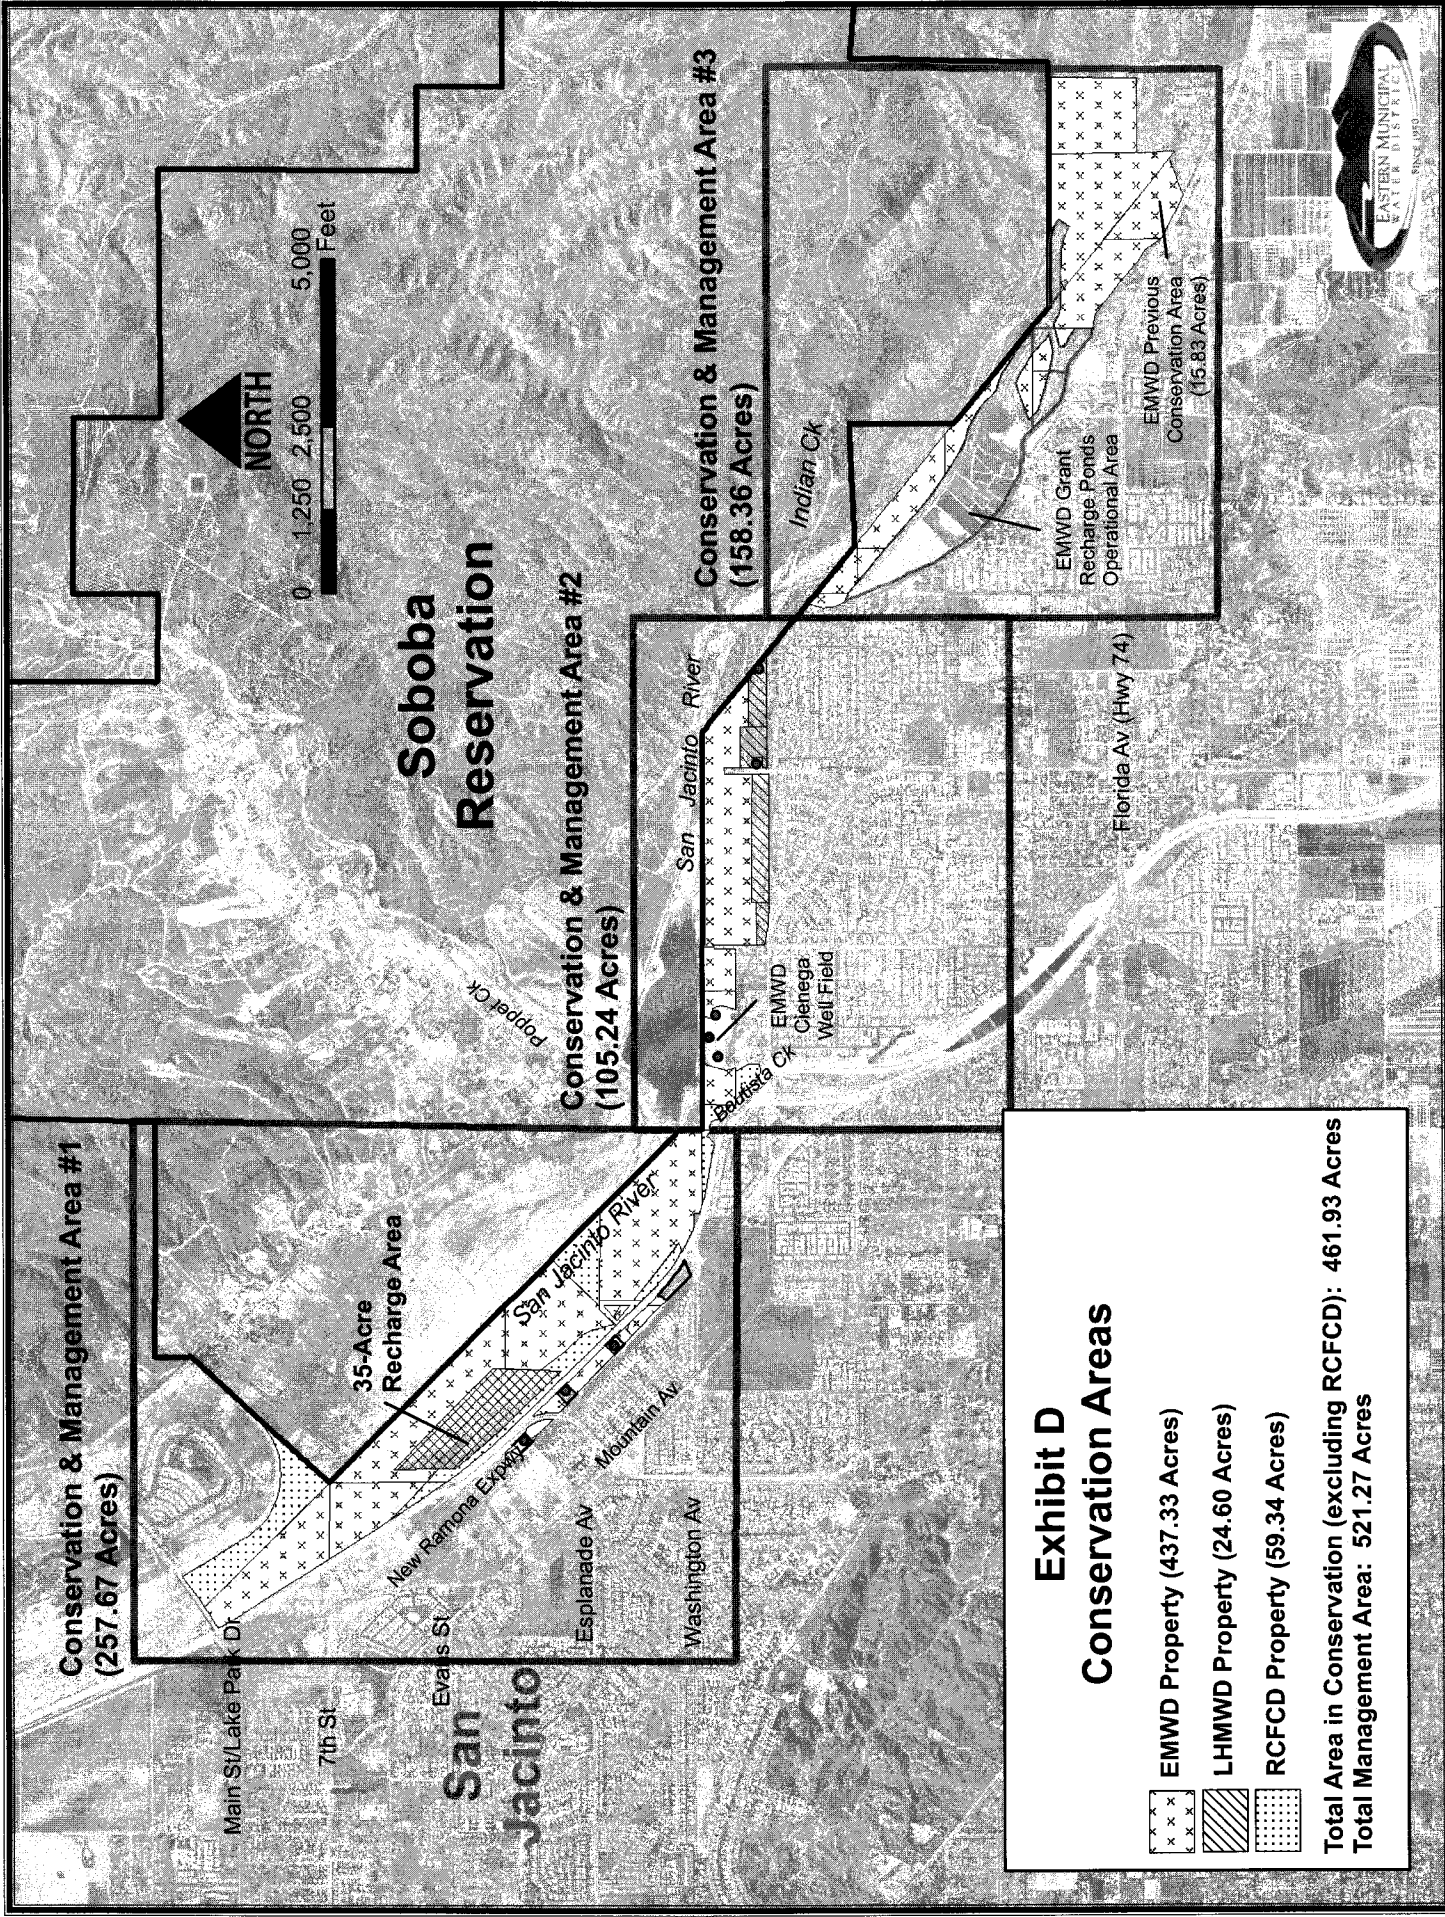 Conservation & Management Area #1
(257.67 Acres)
Main St/Lake Park Dr
7th St
Evans St
San
Jacinto
New Ramona Expwy
Esplanade Av
Mountain Av
Washington Av
35-Acre
Recharge Area
San Jacinto River
Soboba
Reservation
NORTH
0 1,250 2,500 5,000
Feet
Poppet Ck
Conservation & Management Area #2
(105.24 Acres)
San Jacinto River
EMWD
Cienega
Well Field
Bautista Ck
Conservation & Management Area #3
(158.36 Acres)
Indian Ck
EMWD Grant
Recharge Ponds
Operational Area
EMWD Previous
Conservation Area
(15.83 Acres)
Florida Av (Hwy 74)
Exhibit D
Conservation Areas
EMWD Property (437.33 Acres)
LHMWD Property (24.60 Acres)
RCFCD Property (59.34 Acres)
Total Area in Conservation (excluding RCFCD): 461.93 Acres
Total Management Area: 521.27 Acres
EASTERN MUNICIPAL
WATER DISTRICT
SINCE 1950